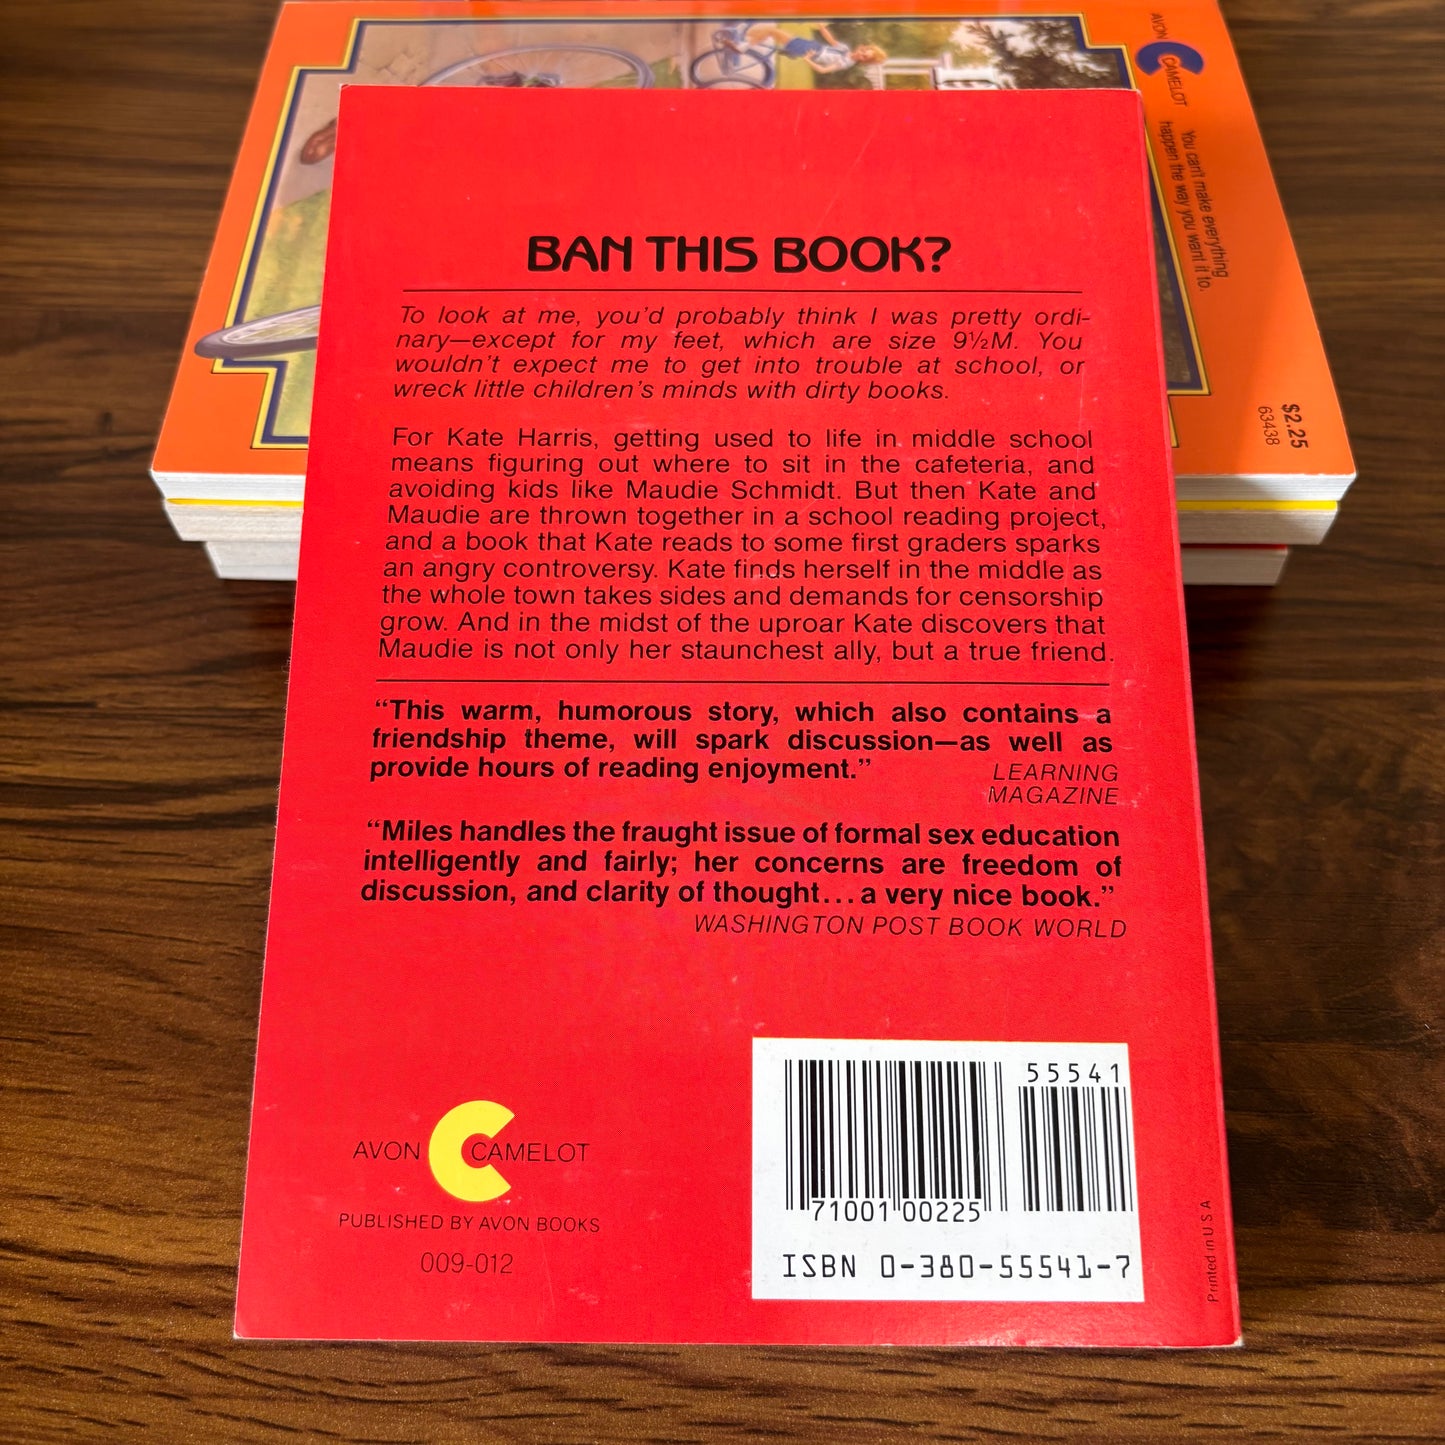 AVON CAMELOT
You can't make everything
happen the way you want it to.
$2.25
63438
BAN THIS BOOK?
To look at me, you'd probably think I was pretty ordi-
nary—except for my feet, which are size 9½M. You
wouldn't expect me to get into trouble at school, or
wreck little children's minds with dirty books.
For Kate Harris, getting used to life in middle school
means figuring out where to sit in the cafeteria, and
avoiding kids like Maudie Schmidt. But then Kate and
Maudie are thrown together in a school reading project,
and a book that Kate reads to some first graders sparks
an angry controversy. Kate finds herself in the middle as
the whole town takes sides and demands for censorship
grow. And in the midst of the uproar Kate discovers that
Maudie is not only her staunchest ally, but a true friend.
“This warm, humorous story, which also contains a
friendship theme, will spark discussion—as well as
provide hours of reading enjoyment.”
LEARNING
MAGAZINE
“Miles handles the fraught issue of formal sex education
intelligently and fairly; her concerns are freedom of
discussion, and clarity of thought...a very nice book.”
WASHINGTON POST BOOK WORLD
AVON CAMELOT
PUBLISHED BY AVON BOOKS
009-012
55541
71001 00225
ISBN 0-380-55541-7
Printed in U.S.A